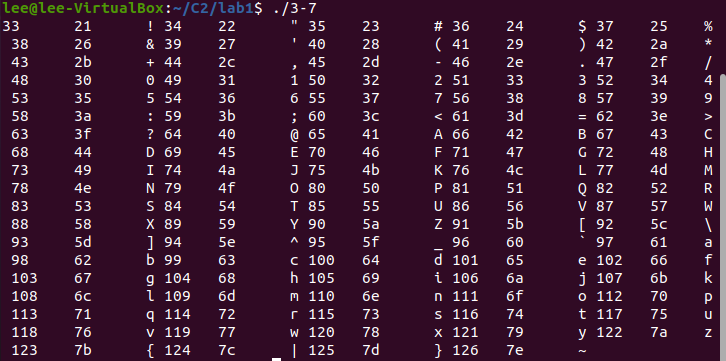 lee@lee-VirtualBox:~/C2/lab1$ ./3-7
33 21 ! 34 22 " 35 23 # 36 24 $ 37 25 %
38 26 & 39 27 ' 40 28 ( 41 29 ) 42 2a *
43 2b + 44 2c , 45 2d - 46 2e . 47 2f /
48 30 0 49 31 1 50 32 2 51 33 3 52 34 4
53 35 5 54 36 6 55 37 7 56 38 8 57 39 9
58 3a : 59 3b ; 60 3c < 61 3d = 62 3e >
63 3f ? 64 40 @ 65 41 A 66 42 B 67 43 C
68 44 D 69 45 E 70 46 F 71 47 G 72 48 H
73 49 I 74 4a J 75 4b K 76 4c L 77 4d M
78 4e N 79 4f O 80 50 P 81 51 Q 82 52 R
83 53 S 84 54 T 85 55 U 86 56 V 87 57 W
88 58 X 89 59 Y 90 5a Z 91 5b [ 92 5c \
93 5d ] 94 5e ^ 95 5f _ 96 60 ` 97 61 a
98 62 b 99 63 c 100 64 d 101 65 e 102 66 f
103 67 g 104 68 h 105 69 i 106 6a j 107 6b k
108 6c l 109 6d m 110 6e n 111 6f o 112 70 p
113 71 q 114 72 r 115 73 s 116 74 t 117 75 u
118 76 v 119 77 w 120 78 x 121 79 y 122 7a z
123 7b { 124 7c | 125 7d } 126 7e ~